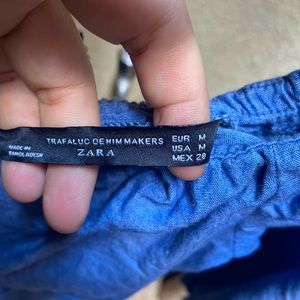 MADE IN
BANGLADESH
TRAFALUC DENIM MAKERS
ZARA
EUR M
USA M
MEX 28